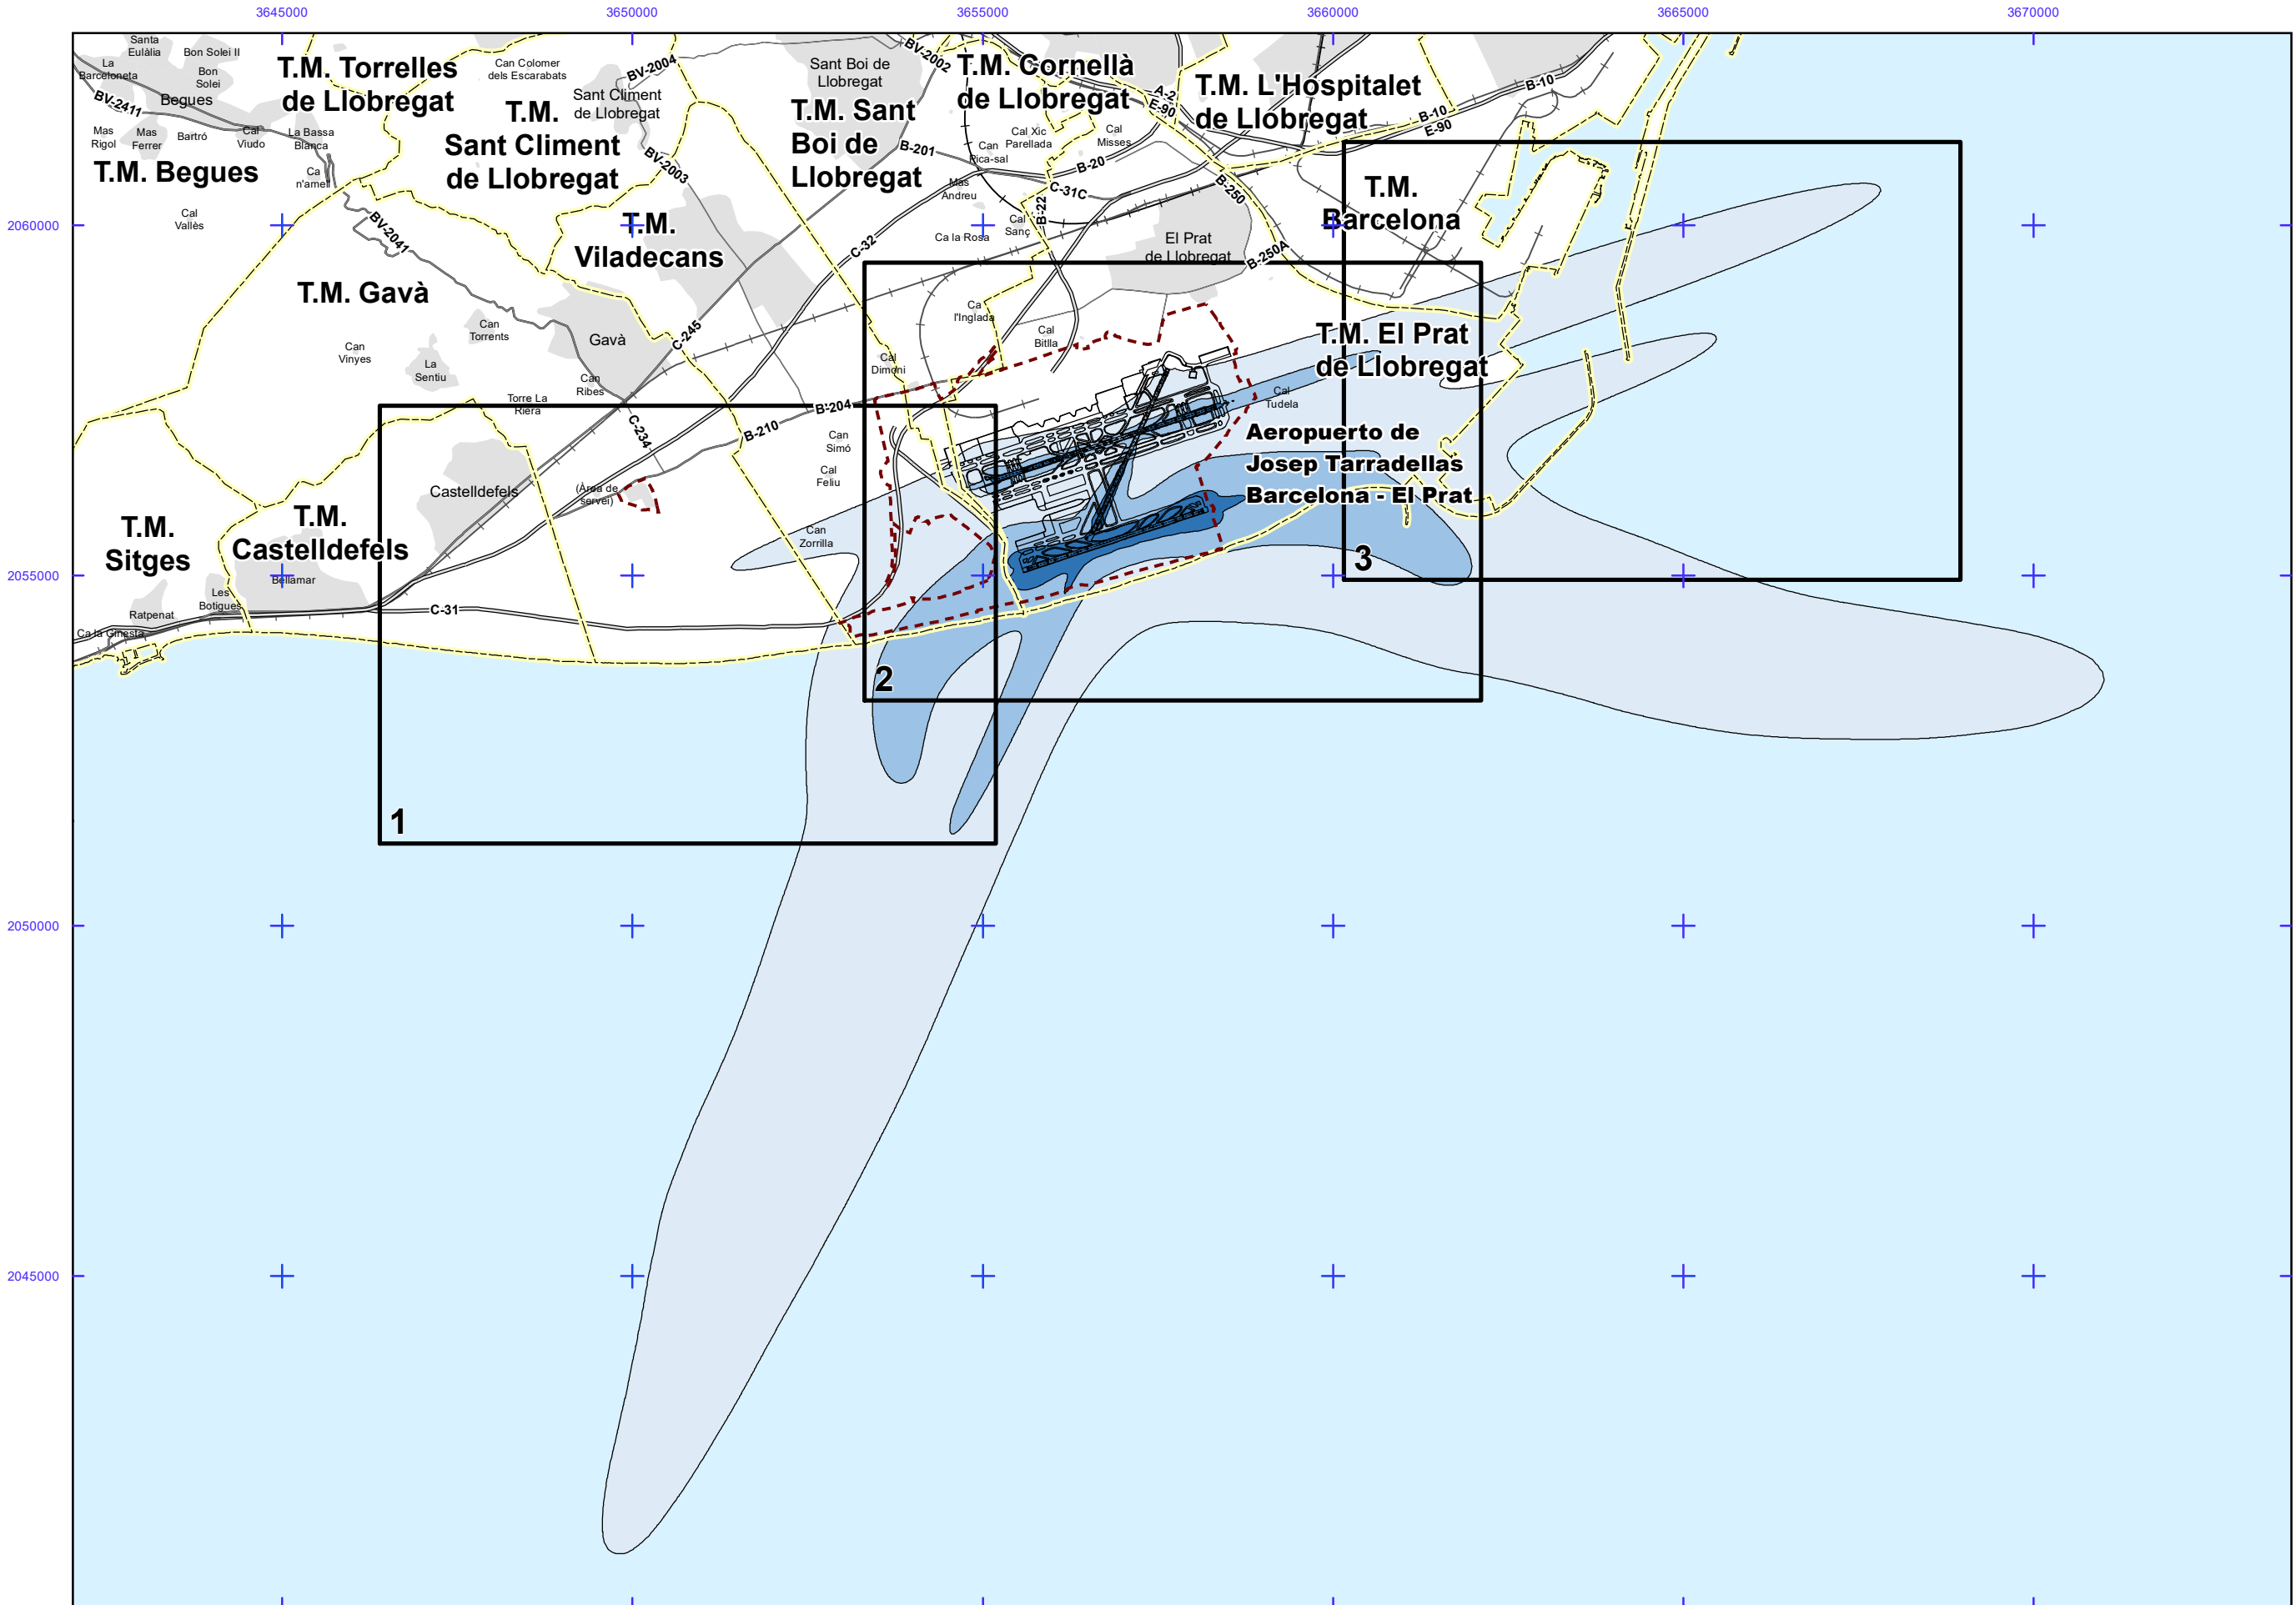 3645000
3650000
3655000
3660000
3665000
3670000
2060000
2055000
2050000
2045000
Santa
Eulàlia
Bon Solei II
La
Barceloneta
Bon
Solei
Begues
BV-2411
Mas
Rigol
Mas
Ferrer
Bartró
Cal
Viudo
La Bassa
Blanca
Ca
n'amell
T.M. Begues
Cal
Vallès
T.M. Torrelles
de Llobregat
Can Colomer
dels Escarabats
BV-2004
Sant Climent
de Llobregat
T.M.
Sant Climent
de Llobregat
BV-2003
BV-2041
T.M.
Viladecans
T.M. Gavà
Sant Boi de
Llobregat
BV-2002
T.M. Sant
Boi de
Llobregat
B-201
T.M. Cornellà
de Llobregat
A-2
E-90
T.M. L'Hospitalet
de Llobregat
B-10
B-10
E-90
Cal Xic
Parellada
Cal
Misses
Can
Pica-sal
B-20
Mas
Andreu
C-31C
B-22
Cal
Sanç
Ca la Rosa
C-32
B-250
El Prat
de Llobregat
B-250A
T.M.
Barcelona
Can
Torrents
Can
Vinyes
La
Sentiu
Gavà
C-245
Can
Ribes
Torre La
Riera
Ca
l'Inglada
Cal
Bitlla
Cal
Dimoni
T.M. El Prat
de Llobregat
Cal
Tudela
B-204
B-210
C-234
Can
Simó
Cal
Feliu
Aeropuerto de
Josep Tarradellas
Barcelona - El Prat
Castelldefels
(Àrea de
servei)
Can
Zorrilla
T.M.
Sitges
T.M.
Castelldefels
Bellamar
Les
Botigues
Ratpenat
Ca la Ginesta
C-31
1
2
3